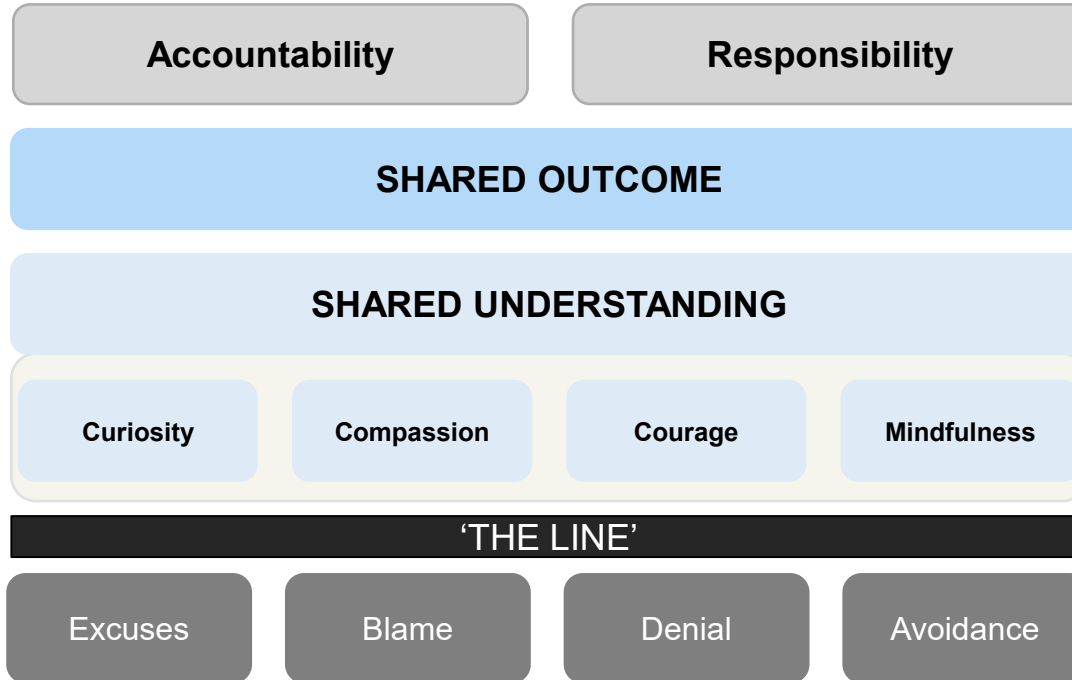 Accountability
Responsibility
SHARED OUTCOME
SHARED UNDERSTANDING
Curiosity
Compassion
Courage
Mindfulness
‘THE LINE’
Excuses
Blame
Denial
Avoidance